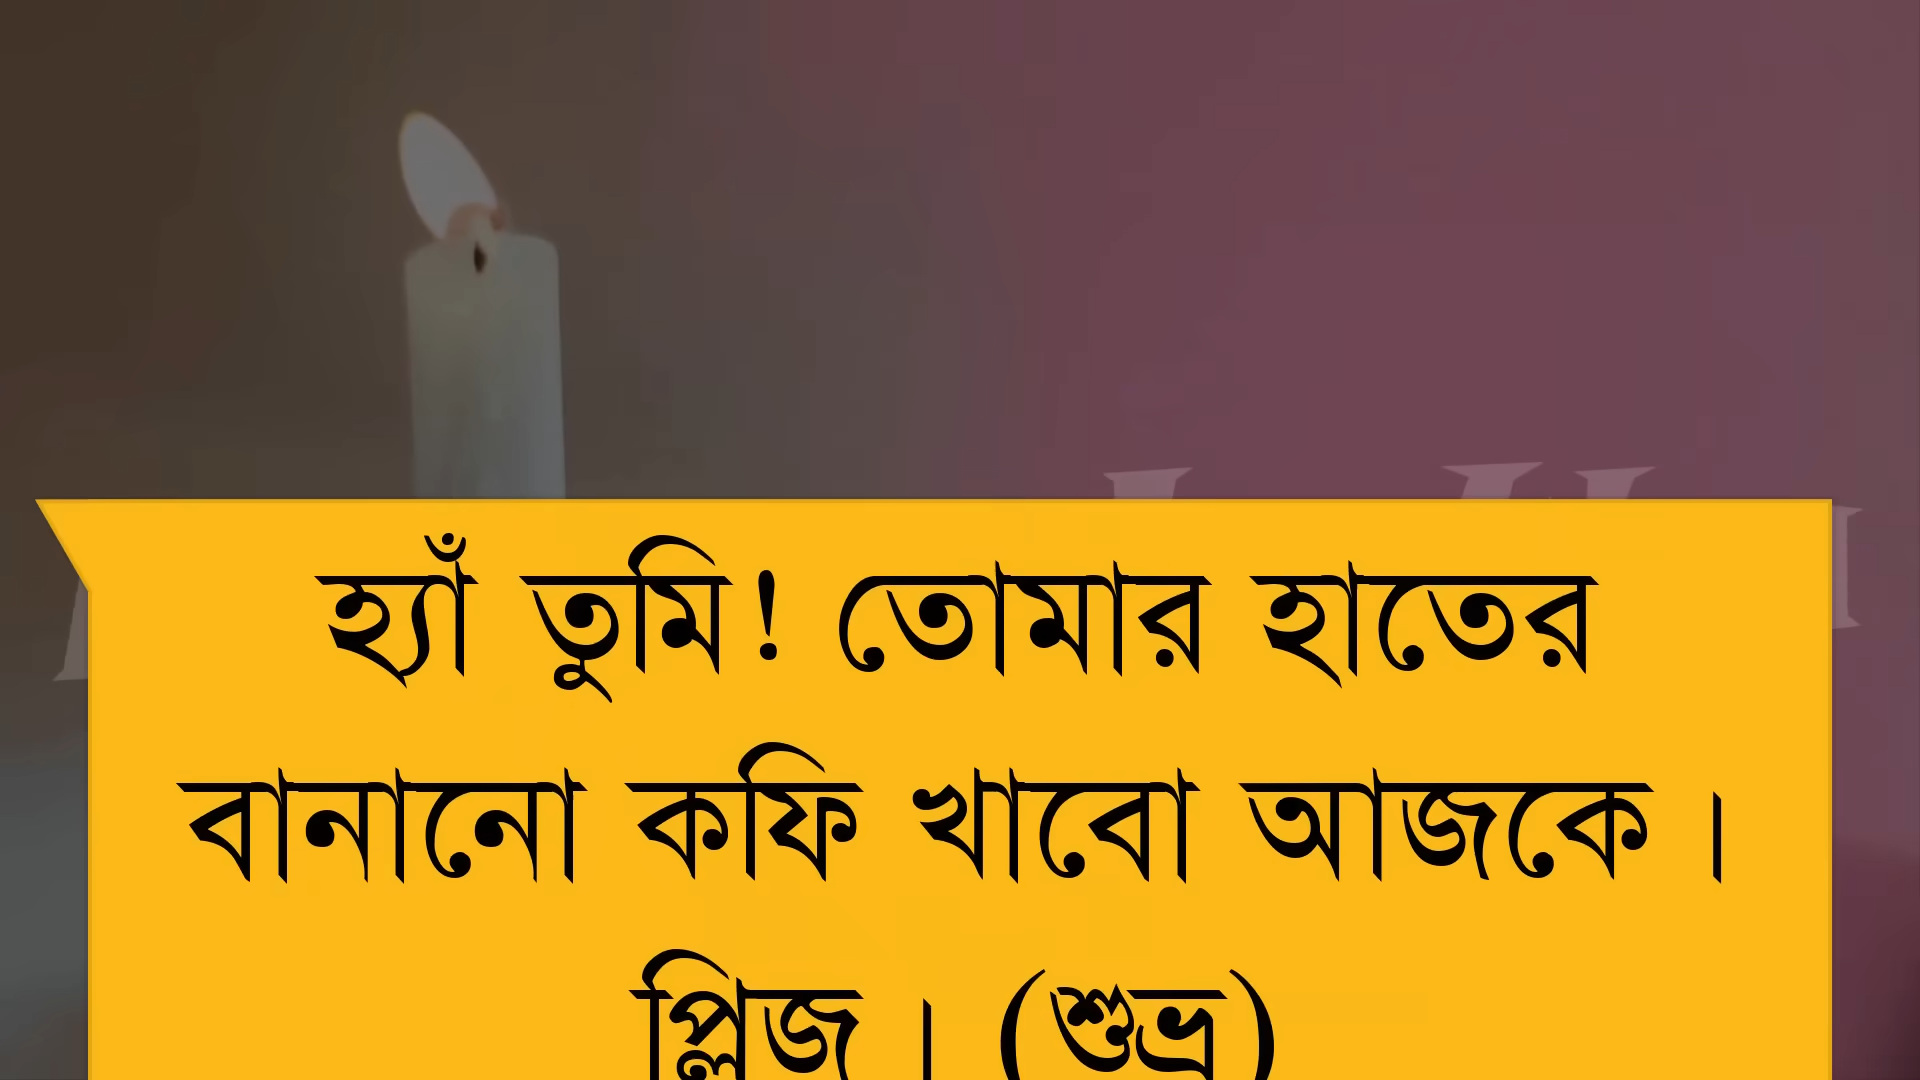 হ্যাঁ তুমি! তোমার হাতের
বানানো কফি খাবো আজকে ।
প্লিজ । (শুভ্র)